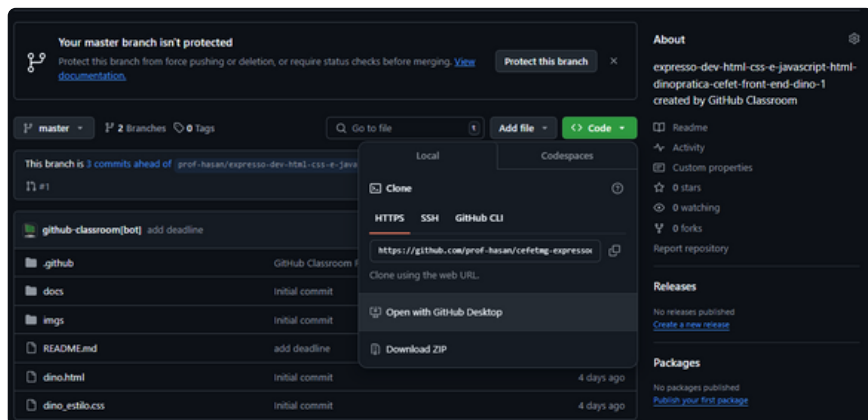 Your master branch isn't protected
Protect this branch from force pushing or deletion, or require status checks before merging. View
documentation.
Protect this branch
master
2 Branches
0 Tags
Go to file
t
Add file
<> Code
This branch is 3 commits ahead of prof-hasan/expresso-dev-html-css-e-java
#1
Local
Codespaces
Clone
HTTPS
SSH
GitHub CLI
https://github.com/prof-hasan/cefetmg-expresso
Clone using the web URL.
Open with GitHub Desktop
Download ZIP
github-classroom[bot] add deadline
.github
GitHub Classroom F
docs
Initial commit
imgs
Initial commit
README.md
add deadline
dino.html
Initial commit
4 days ago
dino_estilo.css
Initial commit
4 days ago
About
expresso-dev-html-css-e-javascript-html-
dinopratica-cefet-front-end-dino-1
created by GitHub Classroom
Readme
Activity
Custom properties
0 stars
0 watching
0 forks
Report repository
Releases
No releases published
Create a new release
Packages
No packages published
Publish your first package